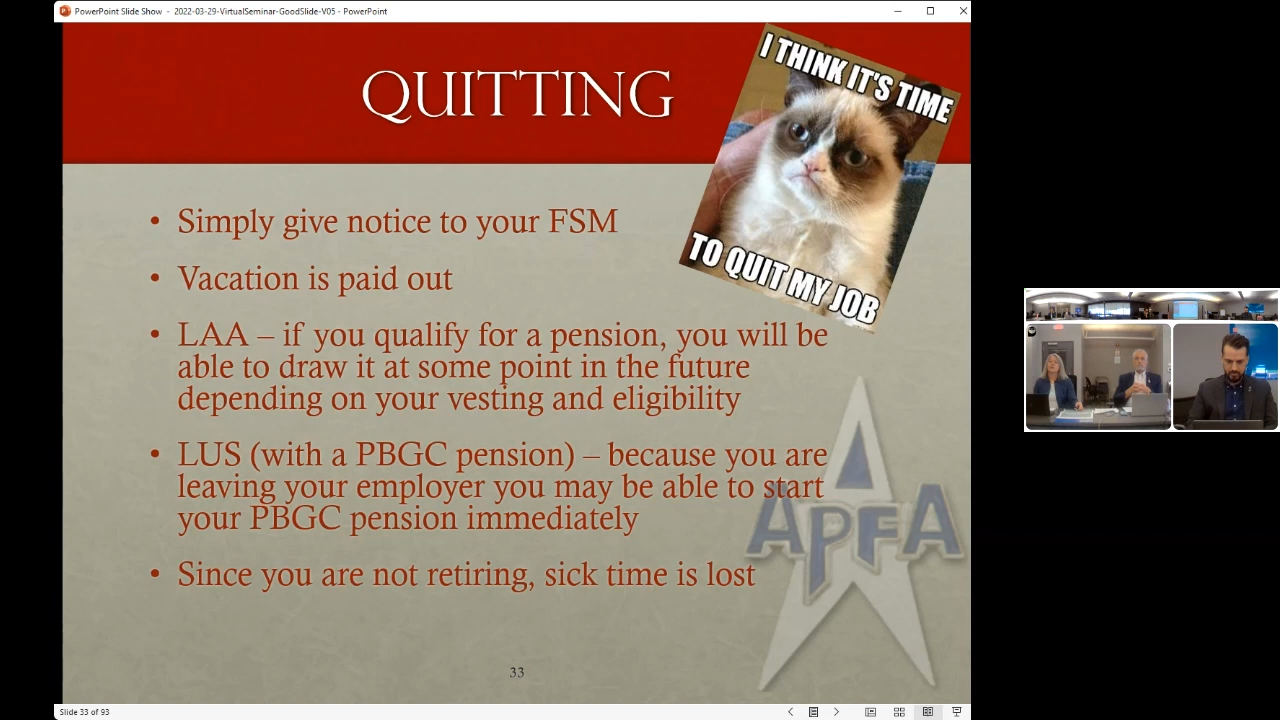 PowerPoint Slide Show - 2022-03-29-VirtualSeminar-GoodSlide-V05 - PowerPoint
QUITTING
I THINK IT'S TIME
TO QUIT MY JOB
• Simply give notice to your FSM
• Vacation is paid out
• LAA – if you qualify for a pension, you will be
able to draw it at some point in the future
depending on your vesting and eligibility
• LUS (with a PBGC pension) – because you are
leaving your employer you may be able to start
your PBGC pension immediately
• Since you are not retiring, sick time is lost
APFA
33
Slide 33 of 93